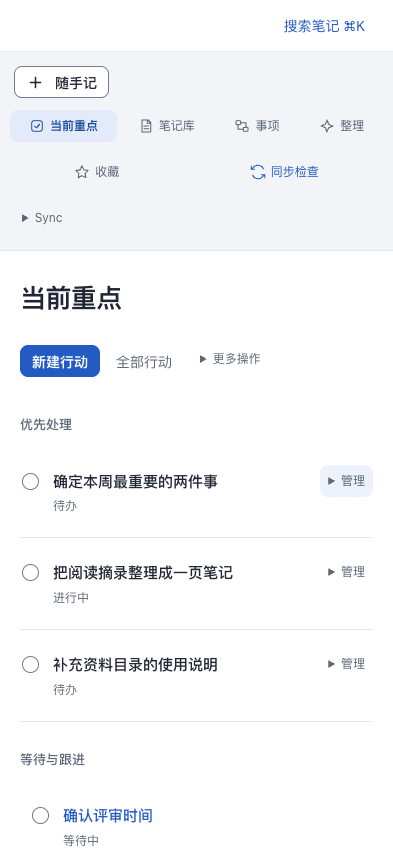 搜索笔记 ⌘K
随手记
当前重点 笔记库 事项 整理
收藏 同步检查
Sync
当前重点
新建行动 全部行动 更多操作
优先处理
确定本周最重要的两件事 管理
待办
把阅读摘录整理成一页笔记 管理
进行中
补充资料目录的使用说明 管理
待办
等待与跟进
确认评审时间
等待中